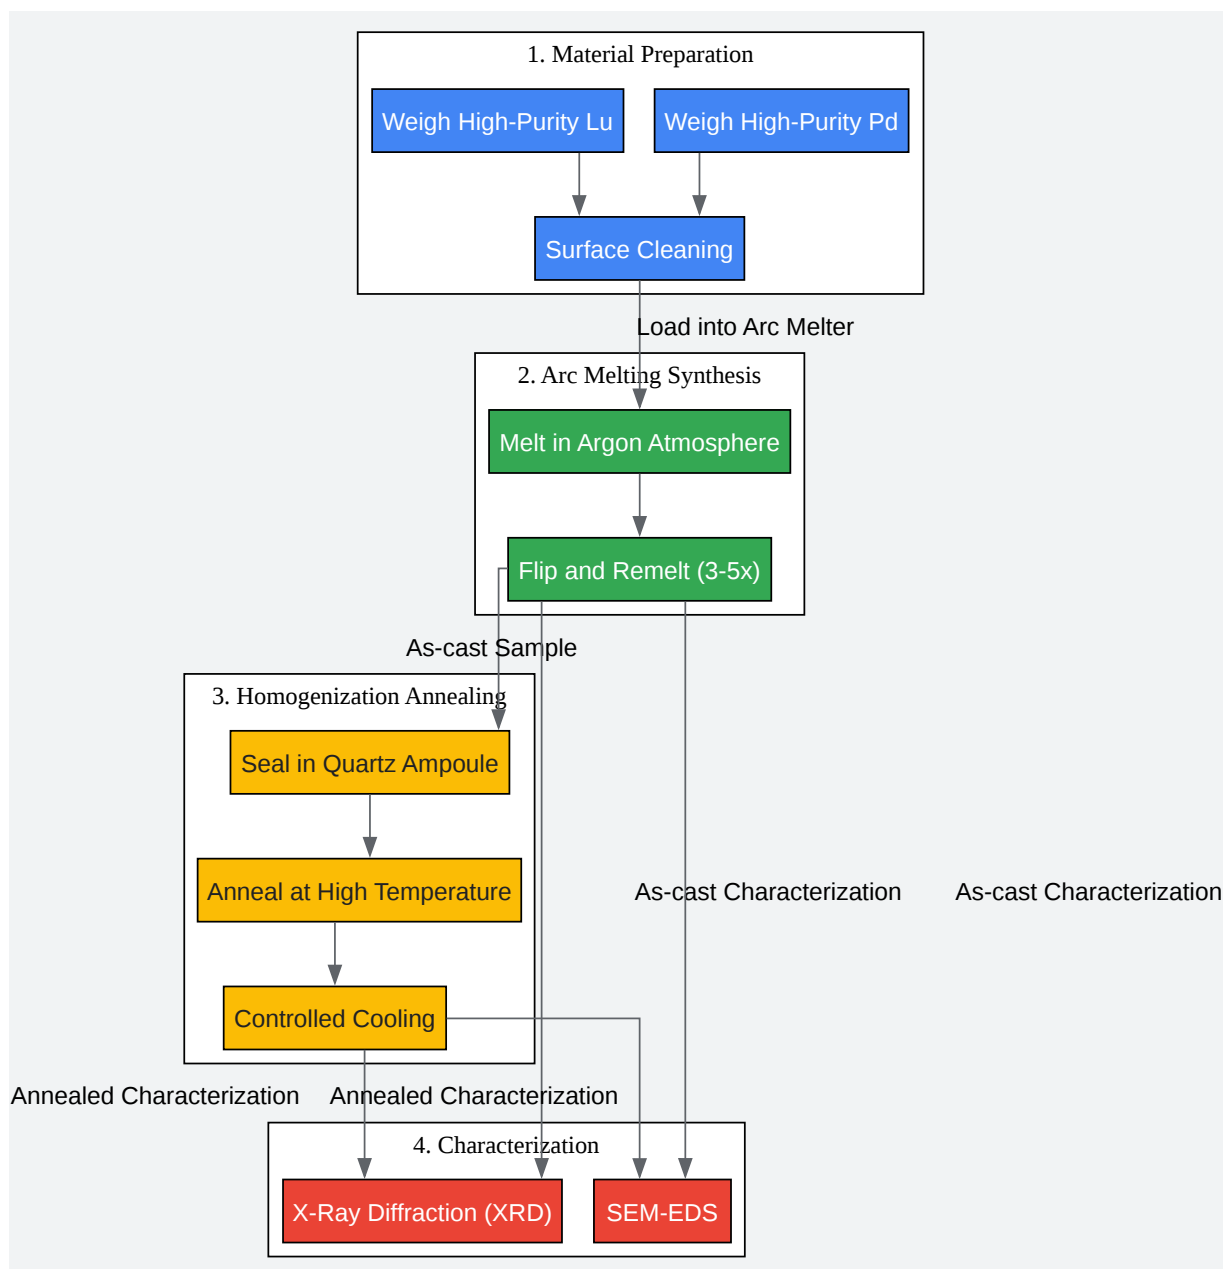 1. Material Preparation
Weigh High-Purity Lu
Weigh High-Purity Pd
Surface Cleaning
Load into Arc Melter
2. Arc Melting Synthesis
Melt in Argon Atmosphere
Flip and Remelt (3-5x)
As-cast Sample
3. Homogenization Annealing
Seal in Quartz Ampoule
Anneal at High Temperature
As-cast Characterization
As-cast Characterization
Controlled Cooling
Annealed Characterization
Annealed Characterization
4. Characterization
X-Ray Diffraction (XRD)
SEM-EDS